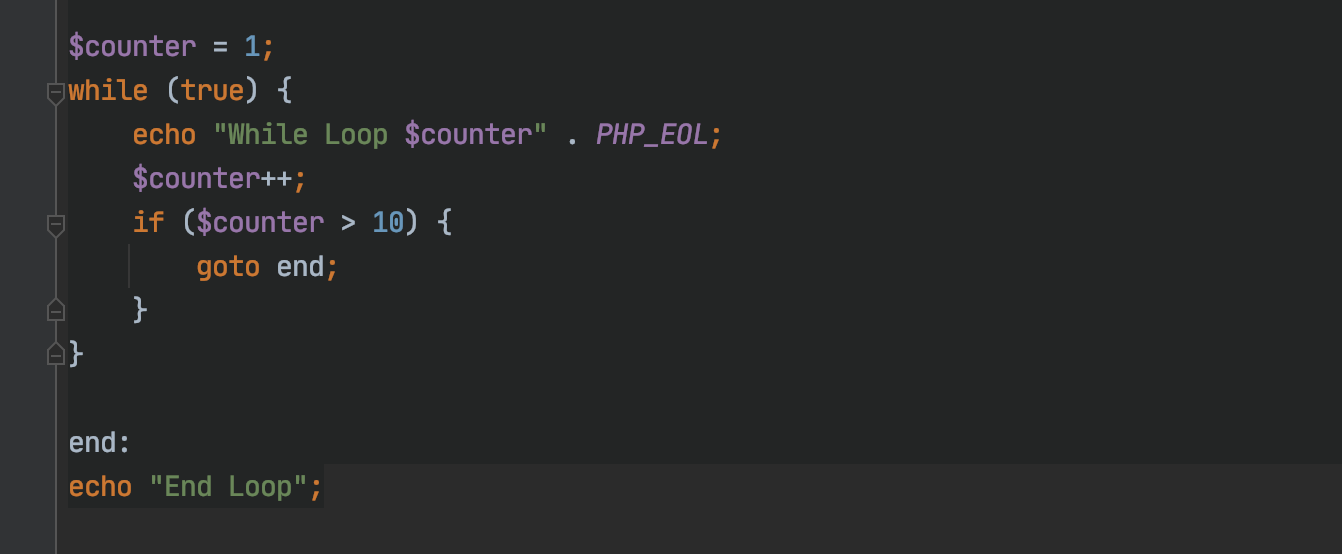 $counter = 1;
while (true) {
    echo "While Loop $counter" . PHP_EOL;
    $counter++;
    if ($counter > 10) {
        goto end;
    }
}

end:
echo "End Loop";